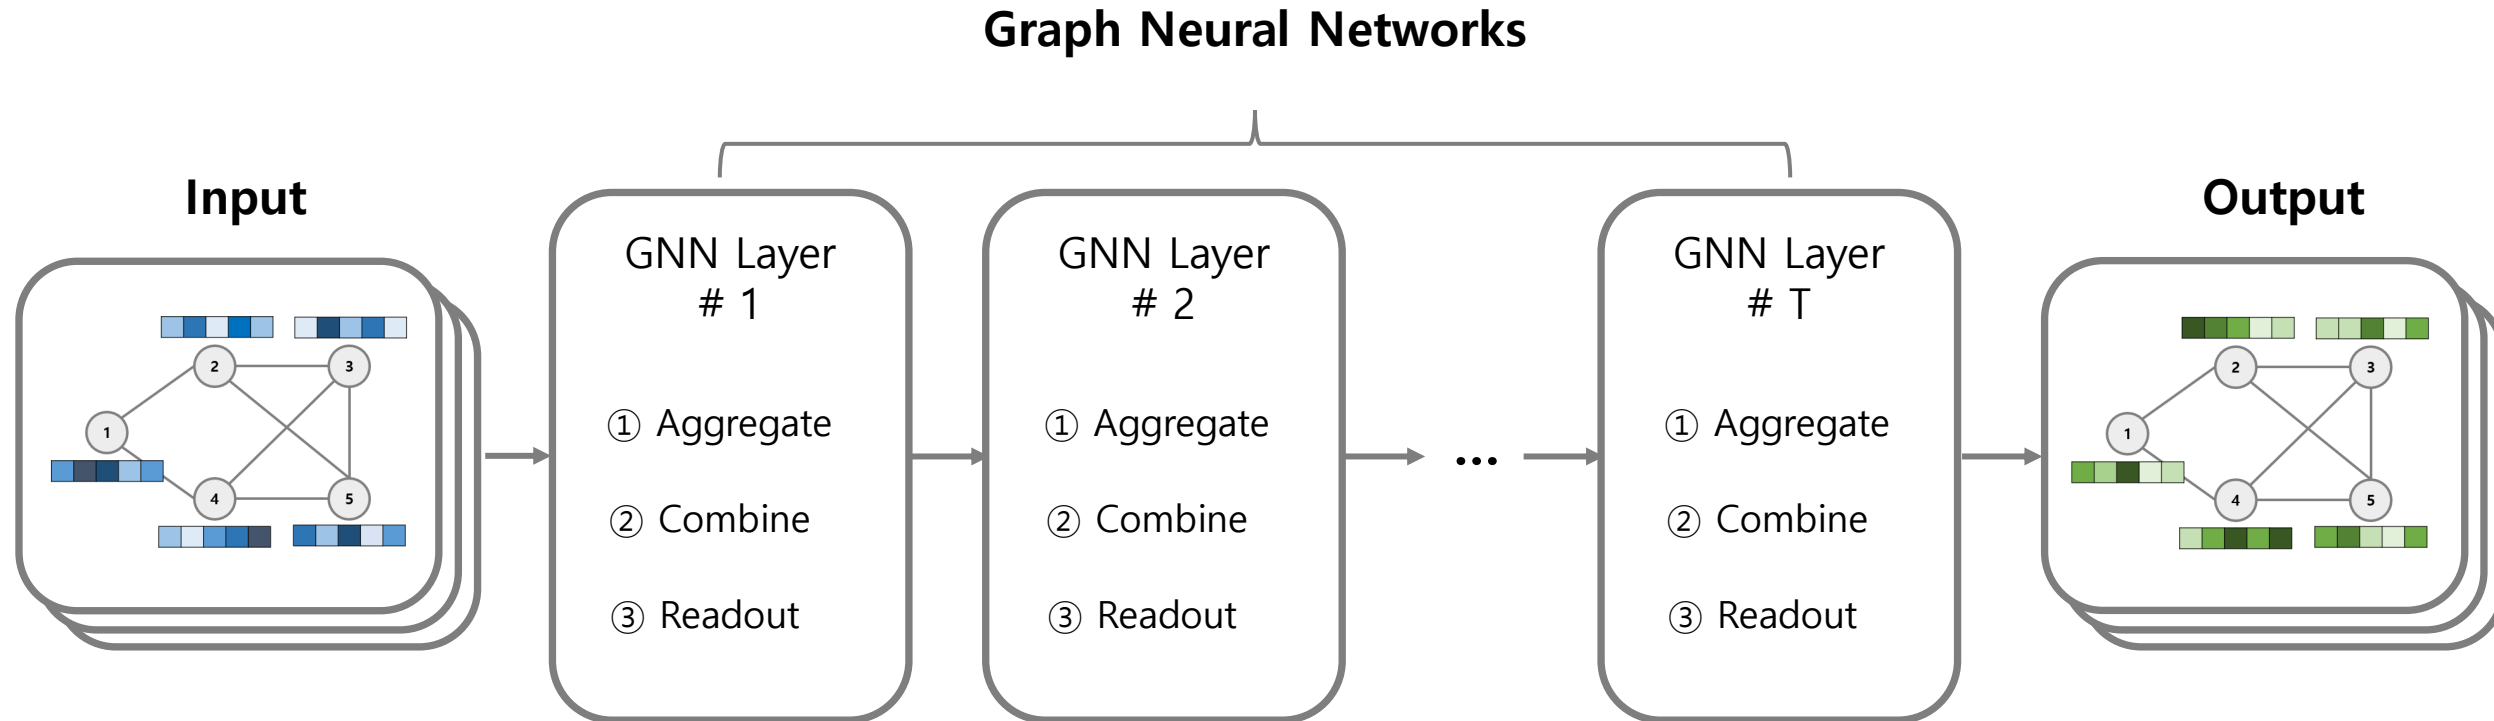 Graph Neural Networks
Input
2
3
1
4
5
GNN Layer
# 1
① Aggregate
② Combine
③ Readout
GNN Layer
# 2
① Aggregate
② Combine
③ Readout
...
GNN Layer
# T
① Aggregate
② Combine
③ Readout
Output
2
3
1
4
5